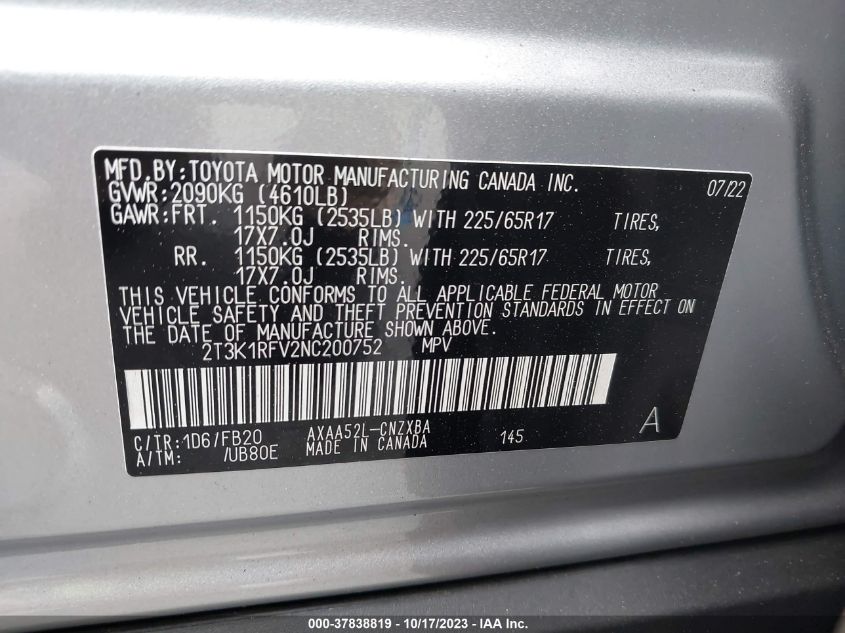 MFD.BY:TOYOTA MOTOR MANUFACTURING CANADA INC. 07/22
GVWR:2090KG (4610LB)
GAWR:FRT. 1150KG (2535LB) WITH 225/65R17 TIRES,
17X7.0J RIMS.
RR. 1150KG (2535LB) WITH 225/65R17 TIRES,
17X7.0J RIMS.
THIS VEHICLE CONFORMS TO ALL APPLICABLE FEDERAL MOTOR
VEHICLE SAFETY AND THEFT PREVENTION STANDARDS IN EFFECT ON
THE DATE OF MANUFACTURE SHOWN ABOVE.
2T3K1RFV2NC200752 MPV
C/TR:1D6/FB20 AXAA52L-CNZXBA 145 A
A/TM: /UB80E MADE IN CANADA
000-37838819 - 10/17/2023 - IAA Inc.